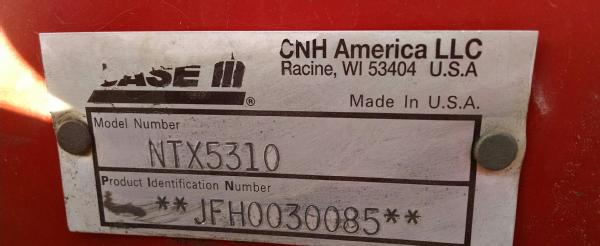 CNH America LLC
CASE III
Racine, WI 53404 U.S.A
®
Made In U.S.A.
Model Number
NTX5310
Product Identification Number
**JFH0030085**